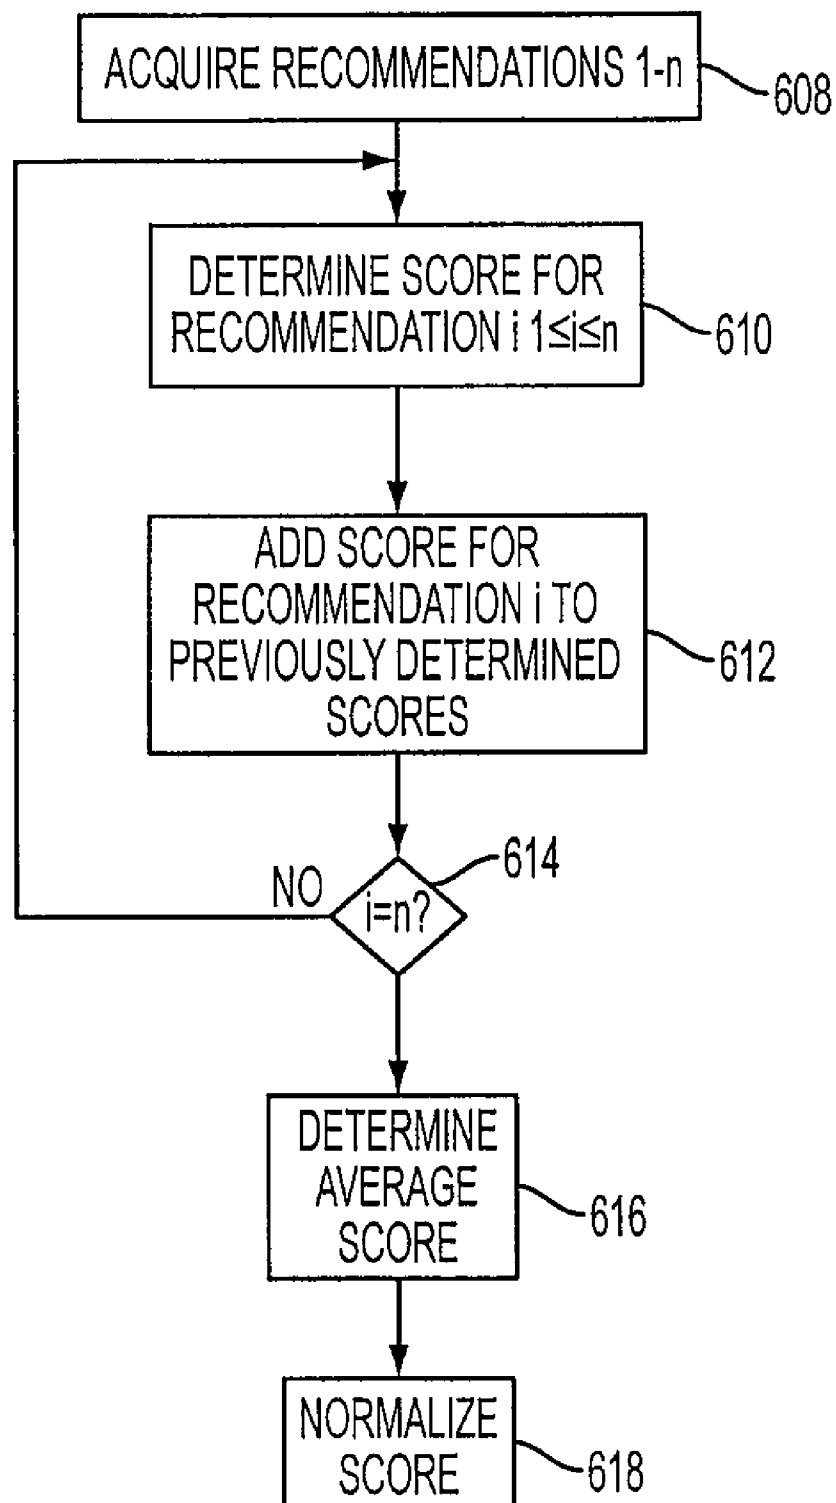 ACQUIRE RECOMMENDATIONS 1-n
608
DETERMINE SCORE FOR
RECOMMENDATION i 1≤i≤n
610
ADD SCORE FOR
RECOMMENDATION i TO
PREVIOUSLY DETERMINED
SCORES
612
614
NO
i=n?
DETERMINE
AVERAGE
SCORE
616
NORMALIZE
SCORE
618